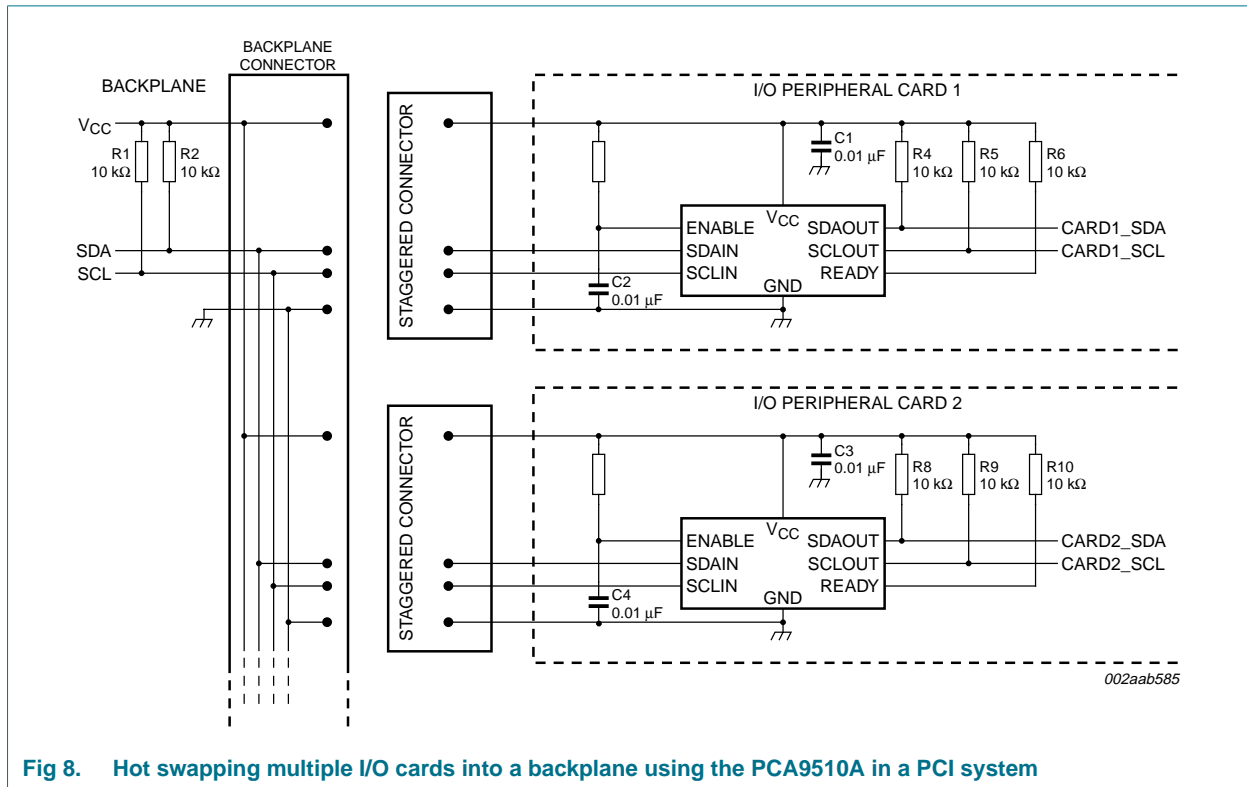 BACKPLANE
CONNECTOR
BACKPLANE
VCC
R1
10 kΩ
R2
10 kΩ
SDA
SCL
STAGGERED CONNECTOR
I/O PERIPHERAL CARD 1
C1
0.01 μF
R4
10 kΩ
R5
10 kΩ
R6
10 kΩ
VCC
ENABLE
SDAIN
SCLIN
SDAOUT
SCLOUT
READY
GND
CARD1_SDA
CARD1_SCL
C2
0.01 μF
STAGGERED CONNECTOR
I/O PERIPHERAL CARD 2
C3
0.01 μF
R8
10 kΩ
R9
10 kΩ
R10
10 kΩ
VCC
ENABLE
SDAIN
SCLIN
SDAOUT
SCLOUT
READY
GND
CARD2_SDA
CARD2_SCL
C4
0.01 μF
002aab585
Fig 8. Hot swapping multiple I/O cards into a backplane using the PCA9510A in a PCI system